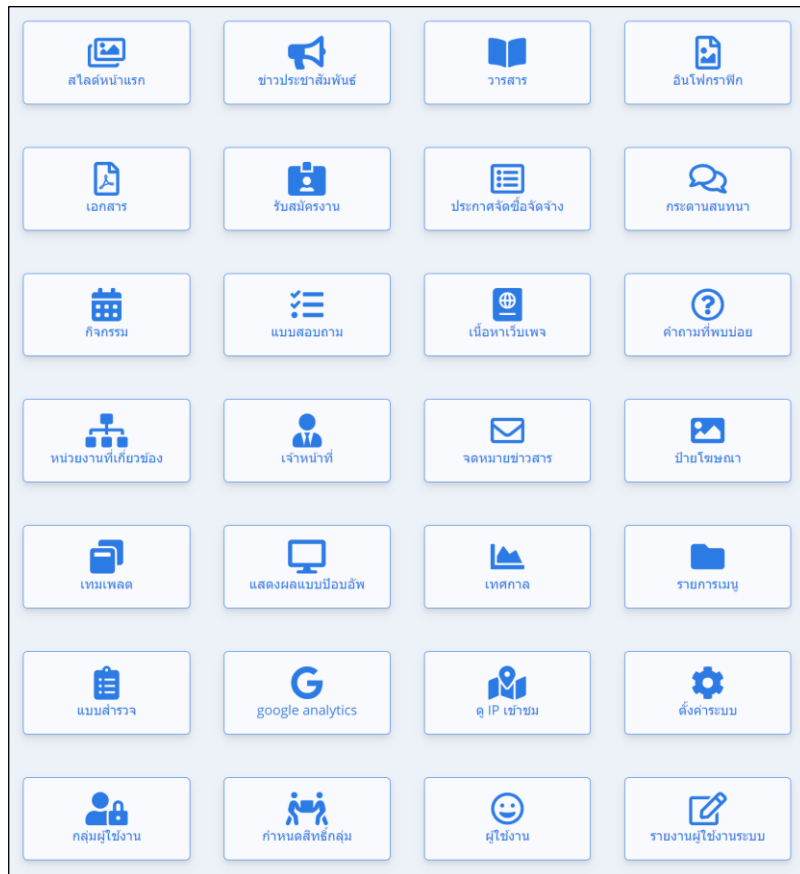 สไลด์หน้าแรก
ข่าวประชาสัมพันธ์
วารสาร
อินโฟกราฟิก
เอกสาร
รับสมัครงาน
ประกาศจัดซื้อจัดจ้าง
กระดานสนทนา
กิจกรรม
แบบสอบถาม
เนื้อหาเว็บเพจ
คำถามที่พบบ่อย
หน่วยงานที่เกี่ยวข้อง
เจ้าหน้าที่
จดหมายข่าวสาร
ป้ายโฆษณา
เทมเพลต
แสดงผลแบบป๊อบอัพ
เทศกาล
รายการเมนู
แบบสำรวจ
google analytics
ดู IP เข้าชม
ตั้งค่าระบบ
กลุ่มผู้ใช้งาน
กำหนดสิทธิ์กลุ่ม
ผู้ใช้งาน
รายงานผู้ใช้งานระบบ